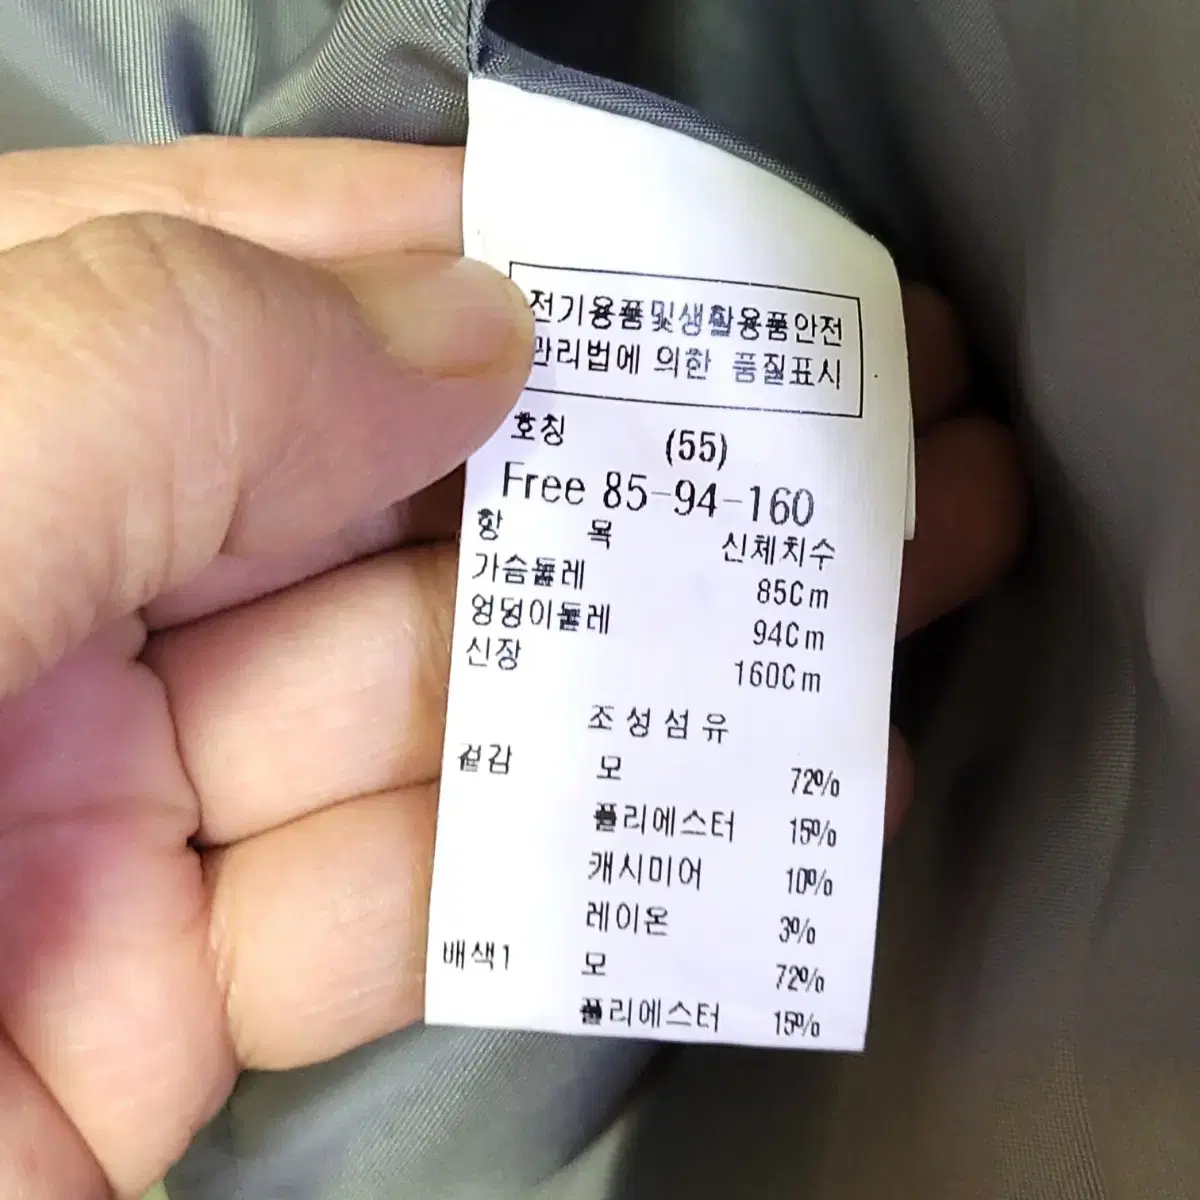 전기용품및생활용품안전
관리법에 의한 품질표시
호칭 (55)
Free 85-94-160
항 목 신체치수
가슴둘레 85Cm
엉덩이둘레 94Cm
신장 160Cm
조성섬유
겉감 모 72%
폴리에스터 15%
캐시미어 10%
레이온 3%
배색1 모 72%
폴리에스터 15%